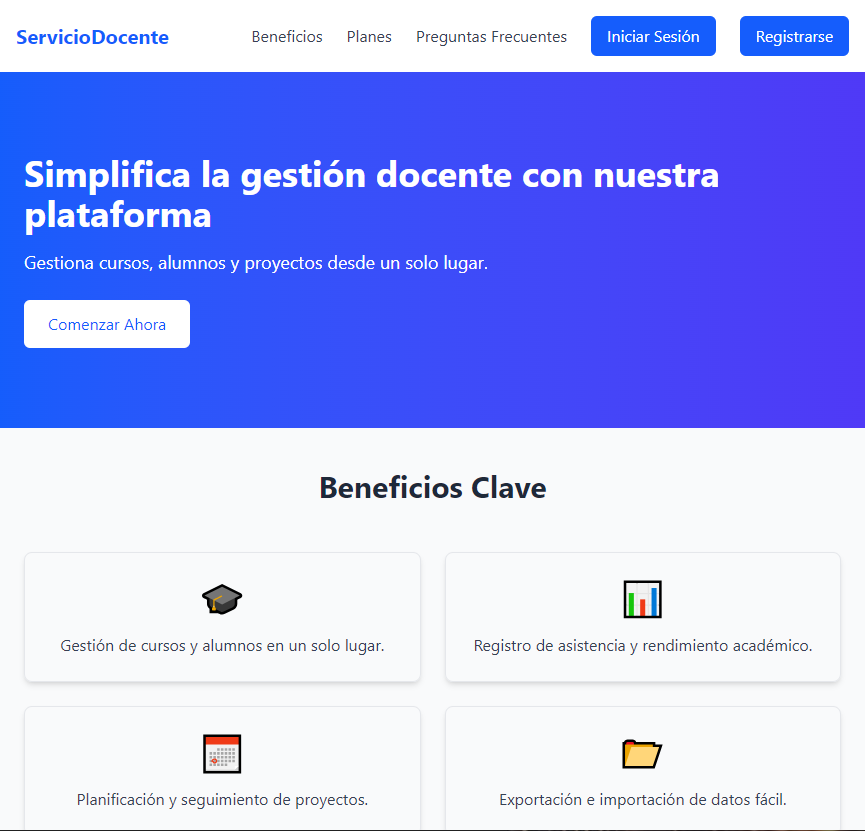 ServicioDocente
Beneficios
Planes
Preguntas Frecuentes
Iniciar Sesión
Registrarse
Simplifica la gestión docente con nuestra
plataforma
Gestiona cursos, alumnos y proyectos desde un solo lugar.
Comenzar Ahora
Beneficios Clave
Gestión de cursos y alumnos en un solo lugar.
Registro de asistencia y rendimiento académico.
Planificación y seguimiento de proyectos.
Exportación e importación de datos fácil.